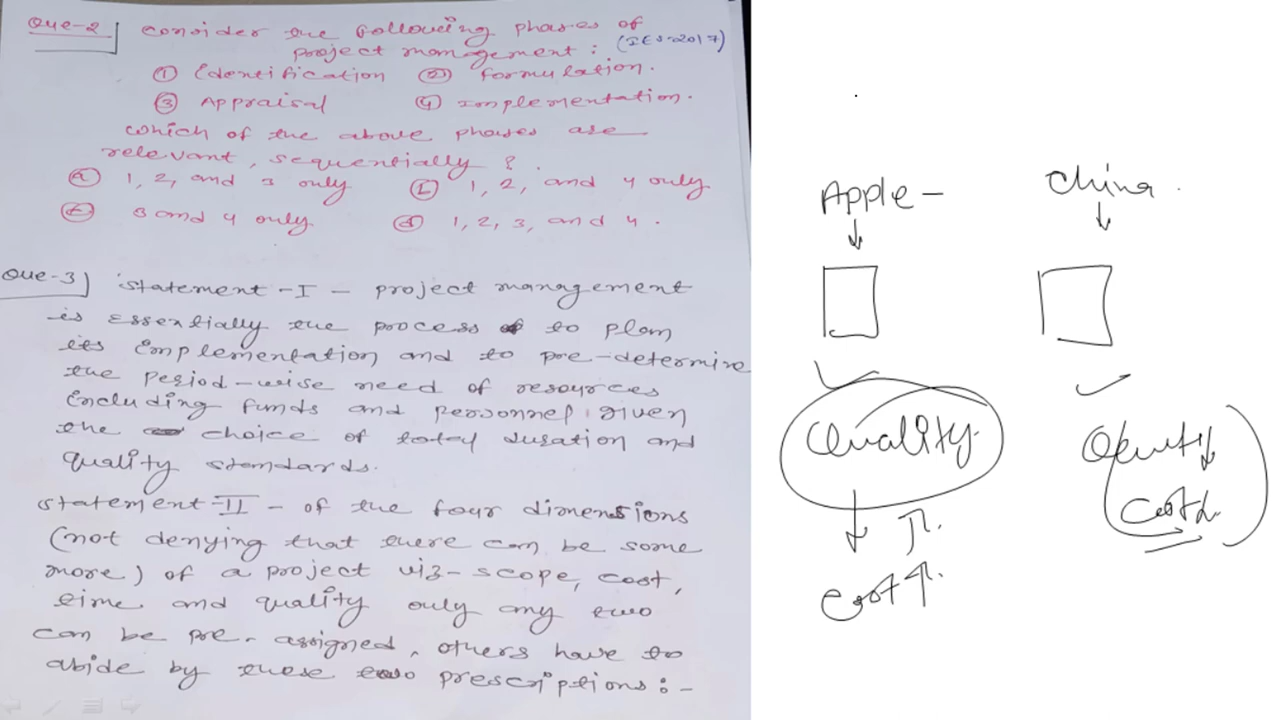 Que-2] Consider the following phases of
project management : (IES-2017)
① Identification ② formulation.
③ Appraisal ④ Implementation.
which of the above phases are
relevant, sequentially ? .
ⓐ 1, 2, and 3 only ⓑ 1, 2, and 4 only
ⓒ 3 and 4 only ⓓ 1, 2, 3, and 4 .
Que-3] Statement-I - project management
is essentially the process to plan
its implementation and to pre-determine
the period-wise need of resources
including funds and personnel, given
the choice of total duration and
quality standards.
Statement-II - of the four dimensions
(not denying that there can be some
more) of a project viz- scope, cost,
time and quality only any two
can be pre-assigned, others have to
abide by these two prescriptions :-
Apple - China .
↓ ↓
✓ ✓
Quality
↓
cost ↑.
cost↓